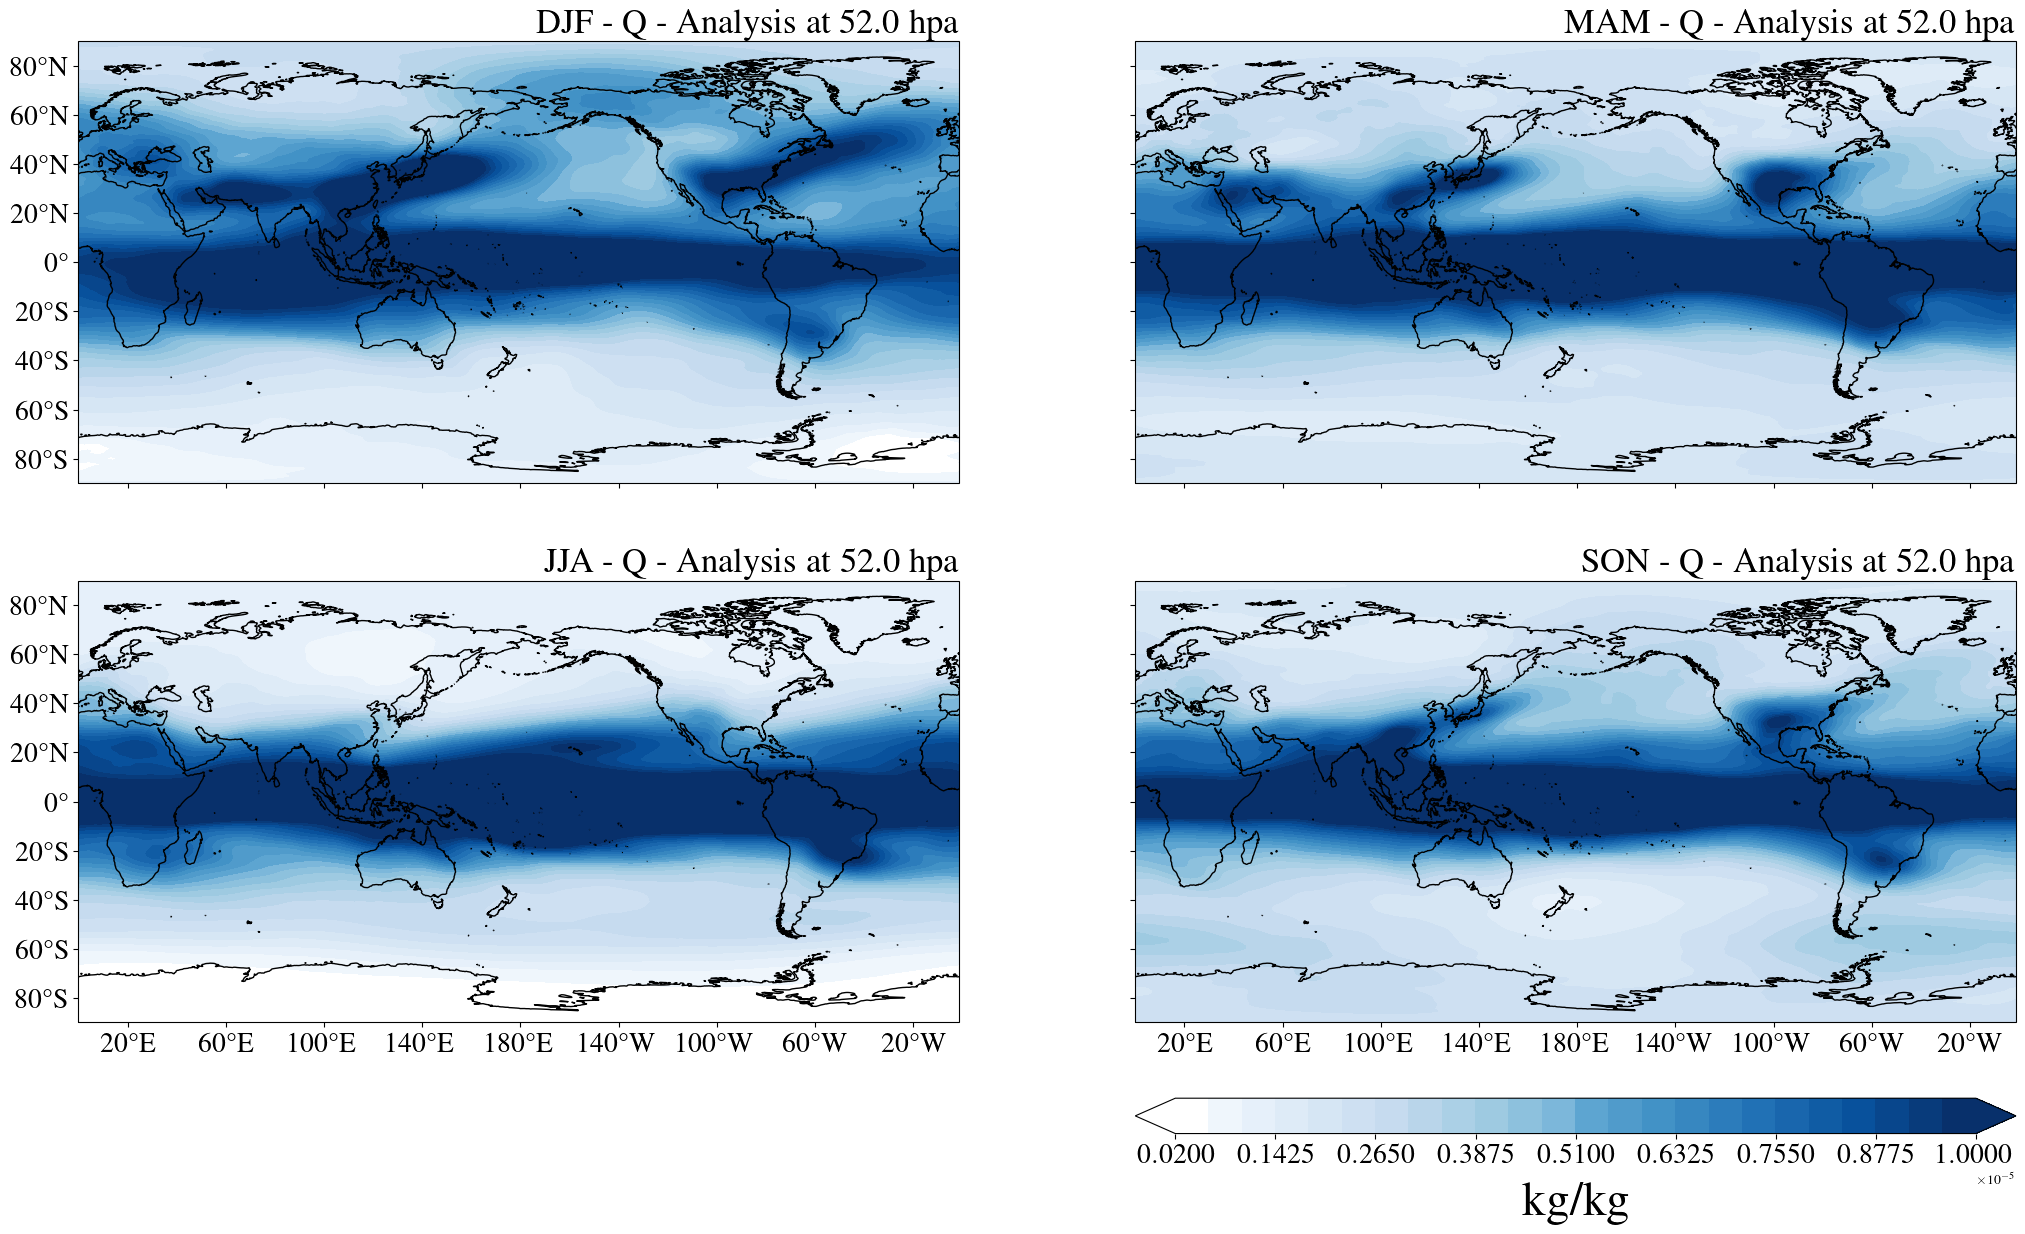 DJF - Q - Analysis at 52.0 hpa
MAM - Q - Analysis at 52.0 hpa
80°N
60°N
40°N
20°N
0°
20°S
40°S
60°S
80°S
JJA - Q - Analysis at 52.0 hpa
SON - Q - Analysis at 52.0 hpa
80°N
60°N
40°N
20°N
0°
20°S
40°S
60°S
80°S
20°E 60°E 100°E 140°E 180°E 140°W 100°W 60°W 20°W
20°E 60°E 100°E 140°E 180°E 140°W 100°W 60°W 20°W
0.0200 0.1425 0.2650 0.3875 0.5100 0.6325 0.7550 0.8775 1.0000
×10⁻⁵
kg/kg